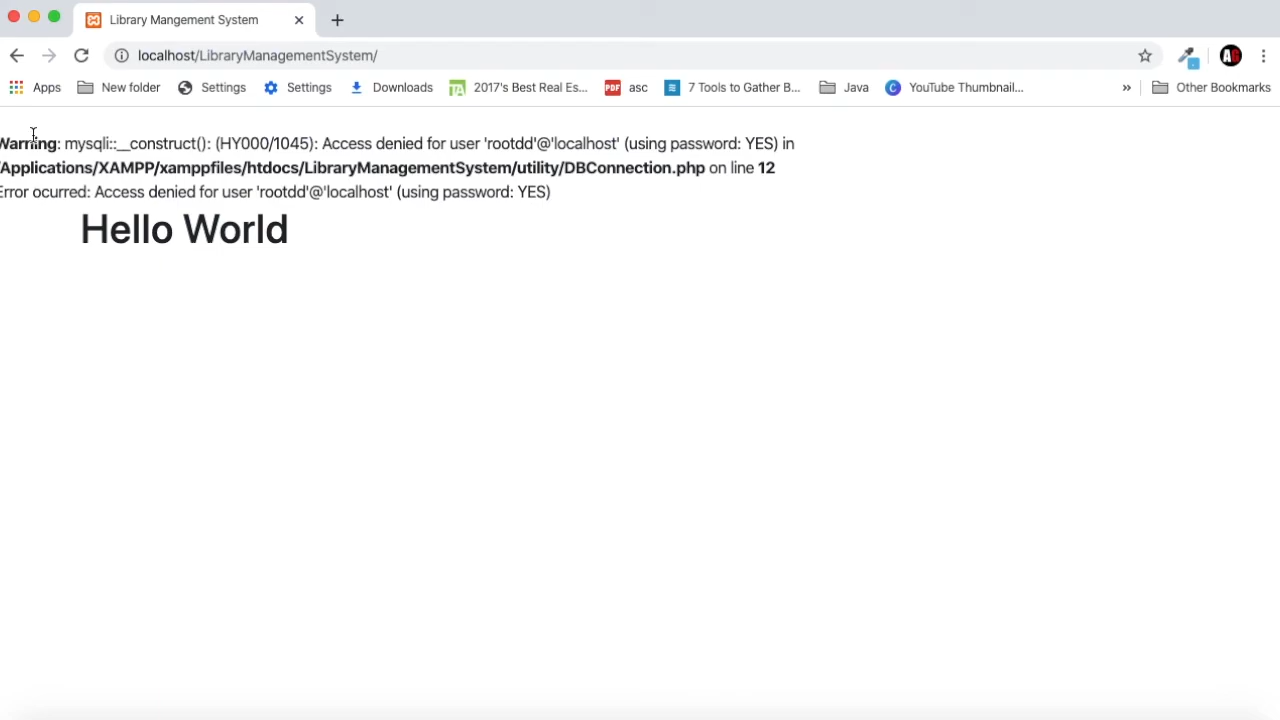 Library Mangement System
localhost/LibraryManagementSystem/
Apps New folder Settings Settings Downloads 2017's Best Real Es... PDF asc 7 Tools to Gather B... Java C YouTube Thumbnail... » Other Bookmarks
Warning: mysqli::__construct(): (HY000/1045): Access denied for user 'rootdd'@'localhost' (using password: YES) in
/Applications/XAMPP/xamppfiles/htdocs/LibraryManagementSystem/utility/DBConnection.php on line 12
Error ocurred: Access denied for user 'rootdd'@'localhost' (using password: YES)
Hello World